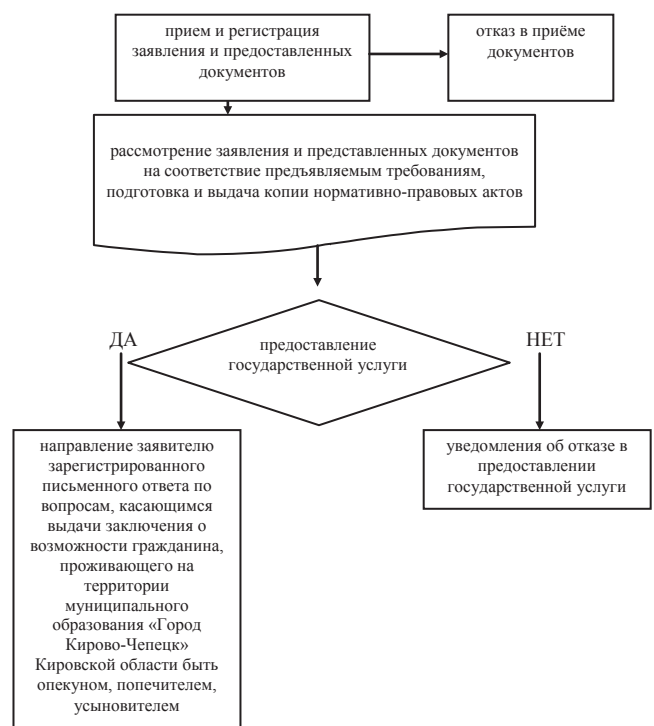 прием и регистрация
заявления и предоставленных
документов
отказ в приёме
документов
рассмотрение заявления и представленных документов
на соответствие предъявляемым требованиям,
подготовка и выдача копии нормативно-правовых актов
ДА
предоставление
государственной услуги
НЕТ
направление заявителю
зарегистрированного
письменного ответа по
вопросам, касающимся
выдачи заключения о
возможности гражданина,
проживающего на
территории
муниципального
образования «Город
Кирово-Чепецк»
Кировской области быть
опекуном, попечителем,
усыновителем
уведомления об отказе в
предоставлении
государственной услуги